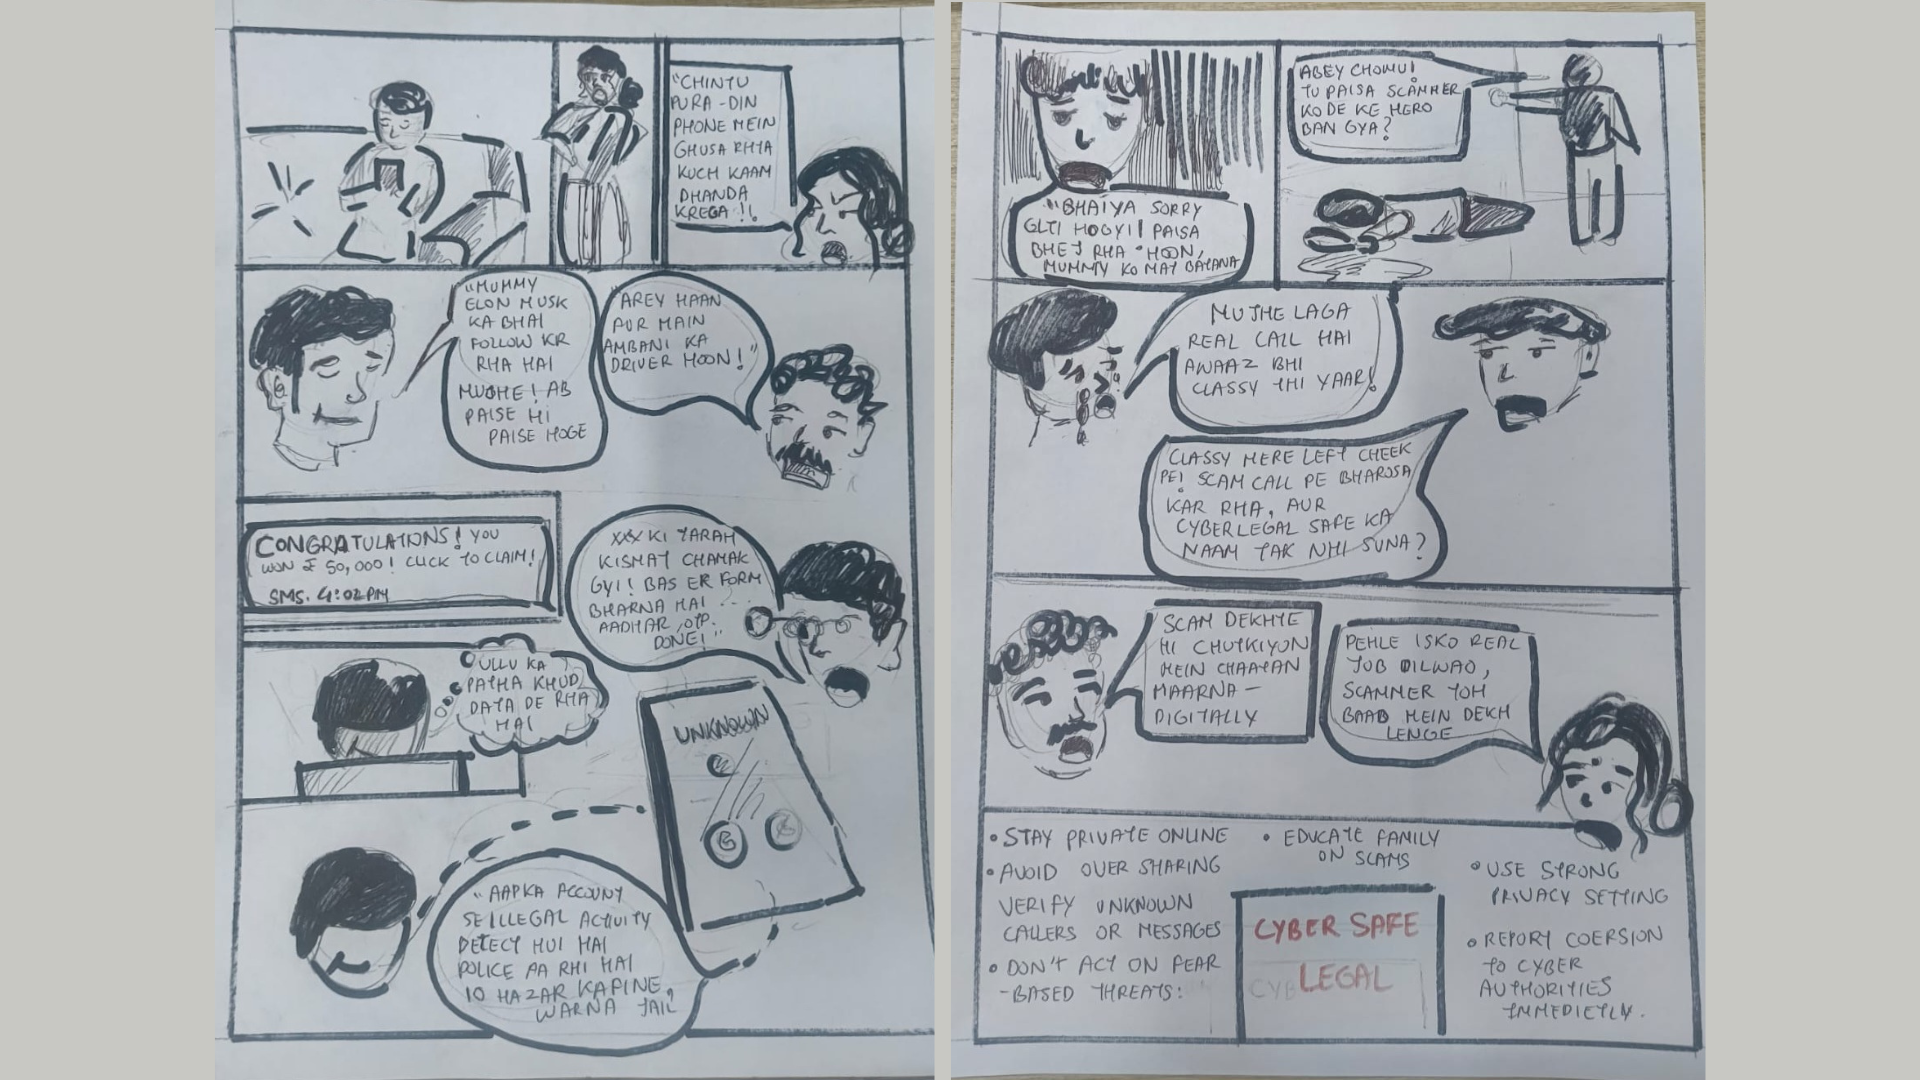 "CHINTU
PURA-DIN
PHONE MEIN
GHUSA RHTA
KUCH KAAM
DHANDA
KREGA !!
"MUMMY
ELON MUSK
KA BHAI
FOLLOW KR
RHA HAI
MUGHE! AB
PAISE HI
PAISE HOGE
"AREY HAAN
AUR MAIN
AMBANI KA
DRIVER HOON!"
CONGRATULATIONS! YOU
WON ₹ 50,000! CLICK TO CLAIM!
SMS. 4:02PM
XXX KI TARAH
KISMAT CHAMAK
GYI! BAS EK FORM
BHARNA HAI ..
AADHAR, OTP.
DONE!"
ULLU KA
PATHA KHUD
DATA DE RHA
HAI
UNKNOWN
"AAPKA ACCOUNT
SE ILLEGAL ACTIVITY
DETECT HUI HAI
POLICE AA RHI HAI
10 HAZAR KA FINE,
WARNA JAIL
"BHAIYA SORRY
GLTI HOGYI! PAISA
BHEJ RHA HOON,
MUMMY KO MAT BATANA
ABEY CHOMU!
TU PAISA SCAMMER
KO DE KE HERO
BAN GYA?
MUJHE LAGA
REAL CALL HAI
AWAAZ BHI
CLASSY THI YAAR!
CLASSY MERE LEFT CHEEK
PE! SCAM CALL PE BHAROSA
KAR RHA, AUR
CYBERLEGAL SAFE KA
NAAM TAK NHI SUNA?
SCAM DEKHTE
HI CHUTKIYON
MEIN CHAATAN
MAARNA -
DIGITALLY
PEHLE ISKO REAL
JOB DILWAO,
SCAMMER TOH
BAAD MEIN DEKH
LENGE
• STAY PRIVATE ONLINE
• AVOID OVER SHARING
VERIFY UNKNOWN
CALLERS OR MESSAGES
• DON'T ACT ON FEAR
-BASED THREATS:
• EDUCATE FAMILY
ON SCAMS
CYBER SAFE
LEGAL
• USE STRONG
PRIVACY SETTING
• REPORT COERSION
TO CYBER
AUTHORITIES
IMMEDIETLY.